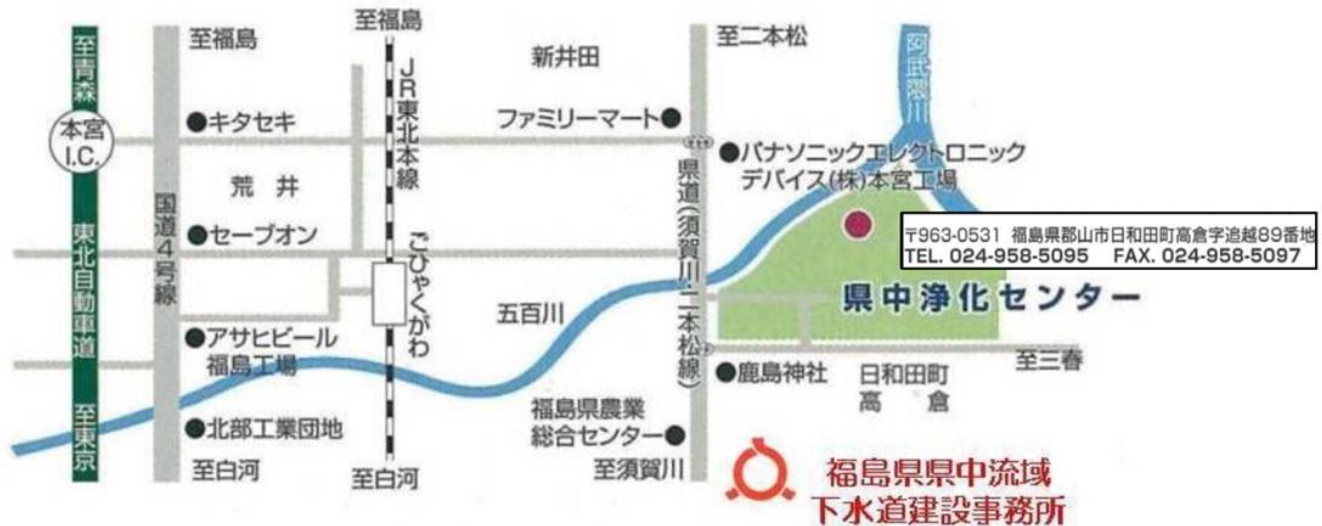 至青森
本宮
I.C.
東北自動車道
至東京
至福島
国道4号線
●キタセキ
荒井
●セーブオン
●アサヒビール
福島工場
●北部工業団地
至白河
至福島
JR東北本線
ごひゃくがわ
至白河
新井田
ファミリーマート●
五百川
福島県農業
総合センター●
至須賀川
至二本松
県道(須賀川・二本松線)
●パナソニックエレクトロニック
デバイス(株)本宮工場
阿武隈川
〒963-0531 福島県郡山市日和田町高倉字追越89番地
TEL. 024-958-5095 FAX. 024-958-5097
県中浄化センター
至三春
●鹿島神社
日和田町
高倉
福島県県中流域
下水道建設事務所